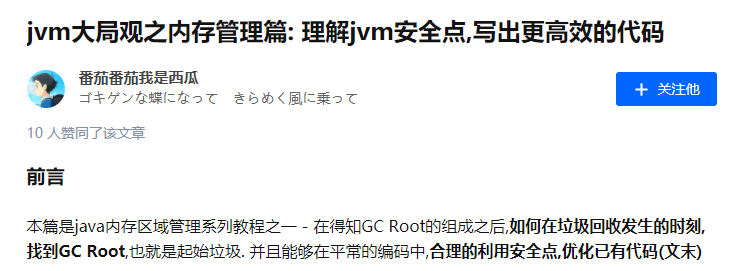 jvm大局观之内存管理篇: 理解jvm安全点,写出更高效的代码
番茄番茄我是西瓜
ゴキゲンな蝶になって　きらめく風に乗って
＋ 关注他
10 人赞同了该文章
前言
本篇是java内存区域管理系列教程之一 - 在得知GC Root的组成之后,如何在垃圾回收发生的时刻,
找到GC Root,也就是起始垃圾. 并且能够在平常的编码中,合理的利用安全点,优化已有代码(文末)